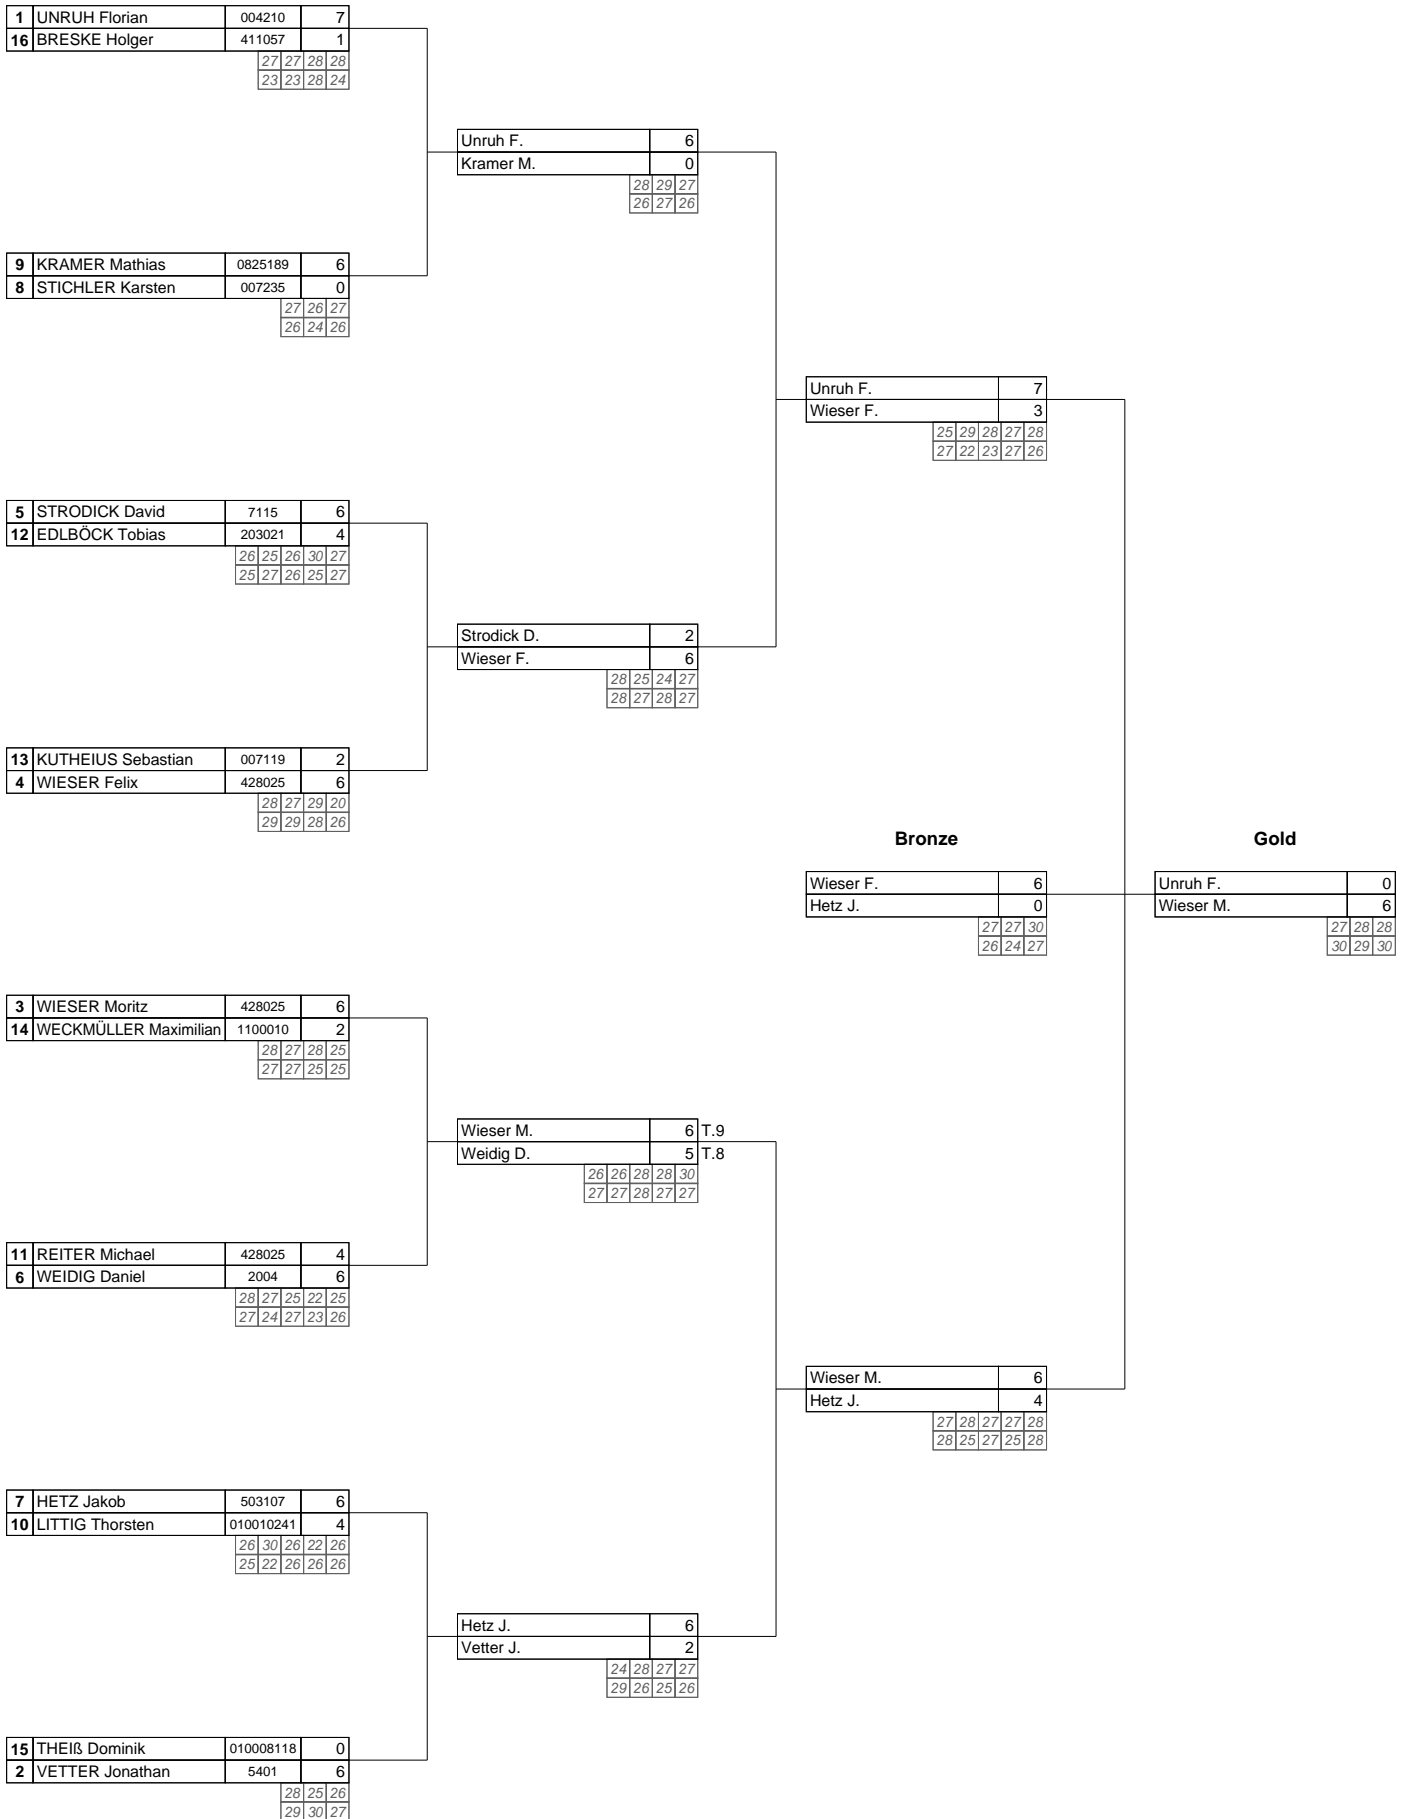 1 UNRUH Florian 004210 7
16 BRESKE Holger 411057 1
27 27 28 28
23 23 28 24
Unruh F. 6
Kramer M. 0
28 29 27
26 27 26
9 KRAMER Mathias 0825189 6
8 STICHLER Karsten 007235 0
27 26 27
26 24 26
Unruh F. 7
Wieser F. 3
25 29 28 27 28
27 22 23 27 26
5 STRODICK David 7115 6
12 EDLBÖCK Tobias 203021 4
26 25 26 30 27
25 27 26 25 27
Strodick D. 2
Wieser F. 6
28 25 24 27
28 27 28 27
13 KUTHEIUS Sebastian 007119 2
4 WIESER Felix 428025 6
28 27 29 20
29 29 28 26
Bronze
Gold
Wieser F. 6
Hetz J. 0
27 27 30
26 24 27
Unruh F. 0
Wieser M. 6
27 28 28
30 29 30
3 WIESER Moritz 428025 6
14 WECKMÜLLER Maximilian 1100010 2
28 27 28 25
27 27 25 25
Wieser M. 6 T.9
Weidig D. 5 T.8
26 26 28 28 30
27 27 28 27 27
11 REITER Michael 428025 4
6 WEIDIG Daniel 2004 6
28 27 25 22 25
27 24 27 23 26
Wieser M. 6
Hetz J. 4
27 28 27 27 28
28 25 27 25 28
7 HETZ Jakob 503107 6
10 LITTIG Thorsten 010010241 4
26 30 26 22 26
25 22 26 26 26
Hetz J. 6
Vetter J. 2
24 28 27 27
29 26 25 26
15 THEIß Dominik 010008118 0
2 VETTER Jonathan 5401 6
28 25 26
29 30 27